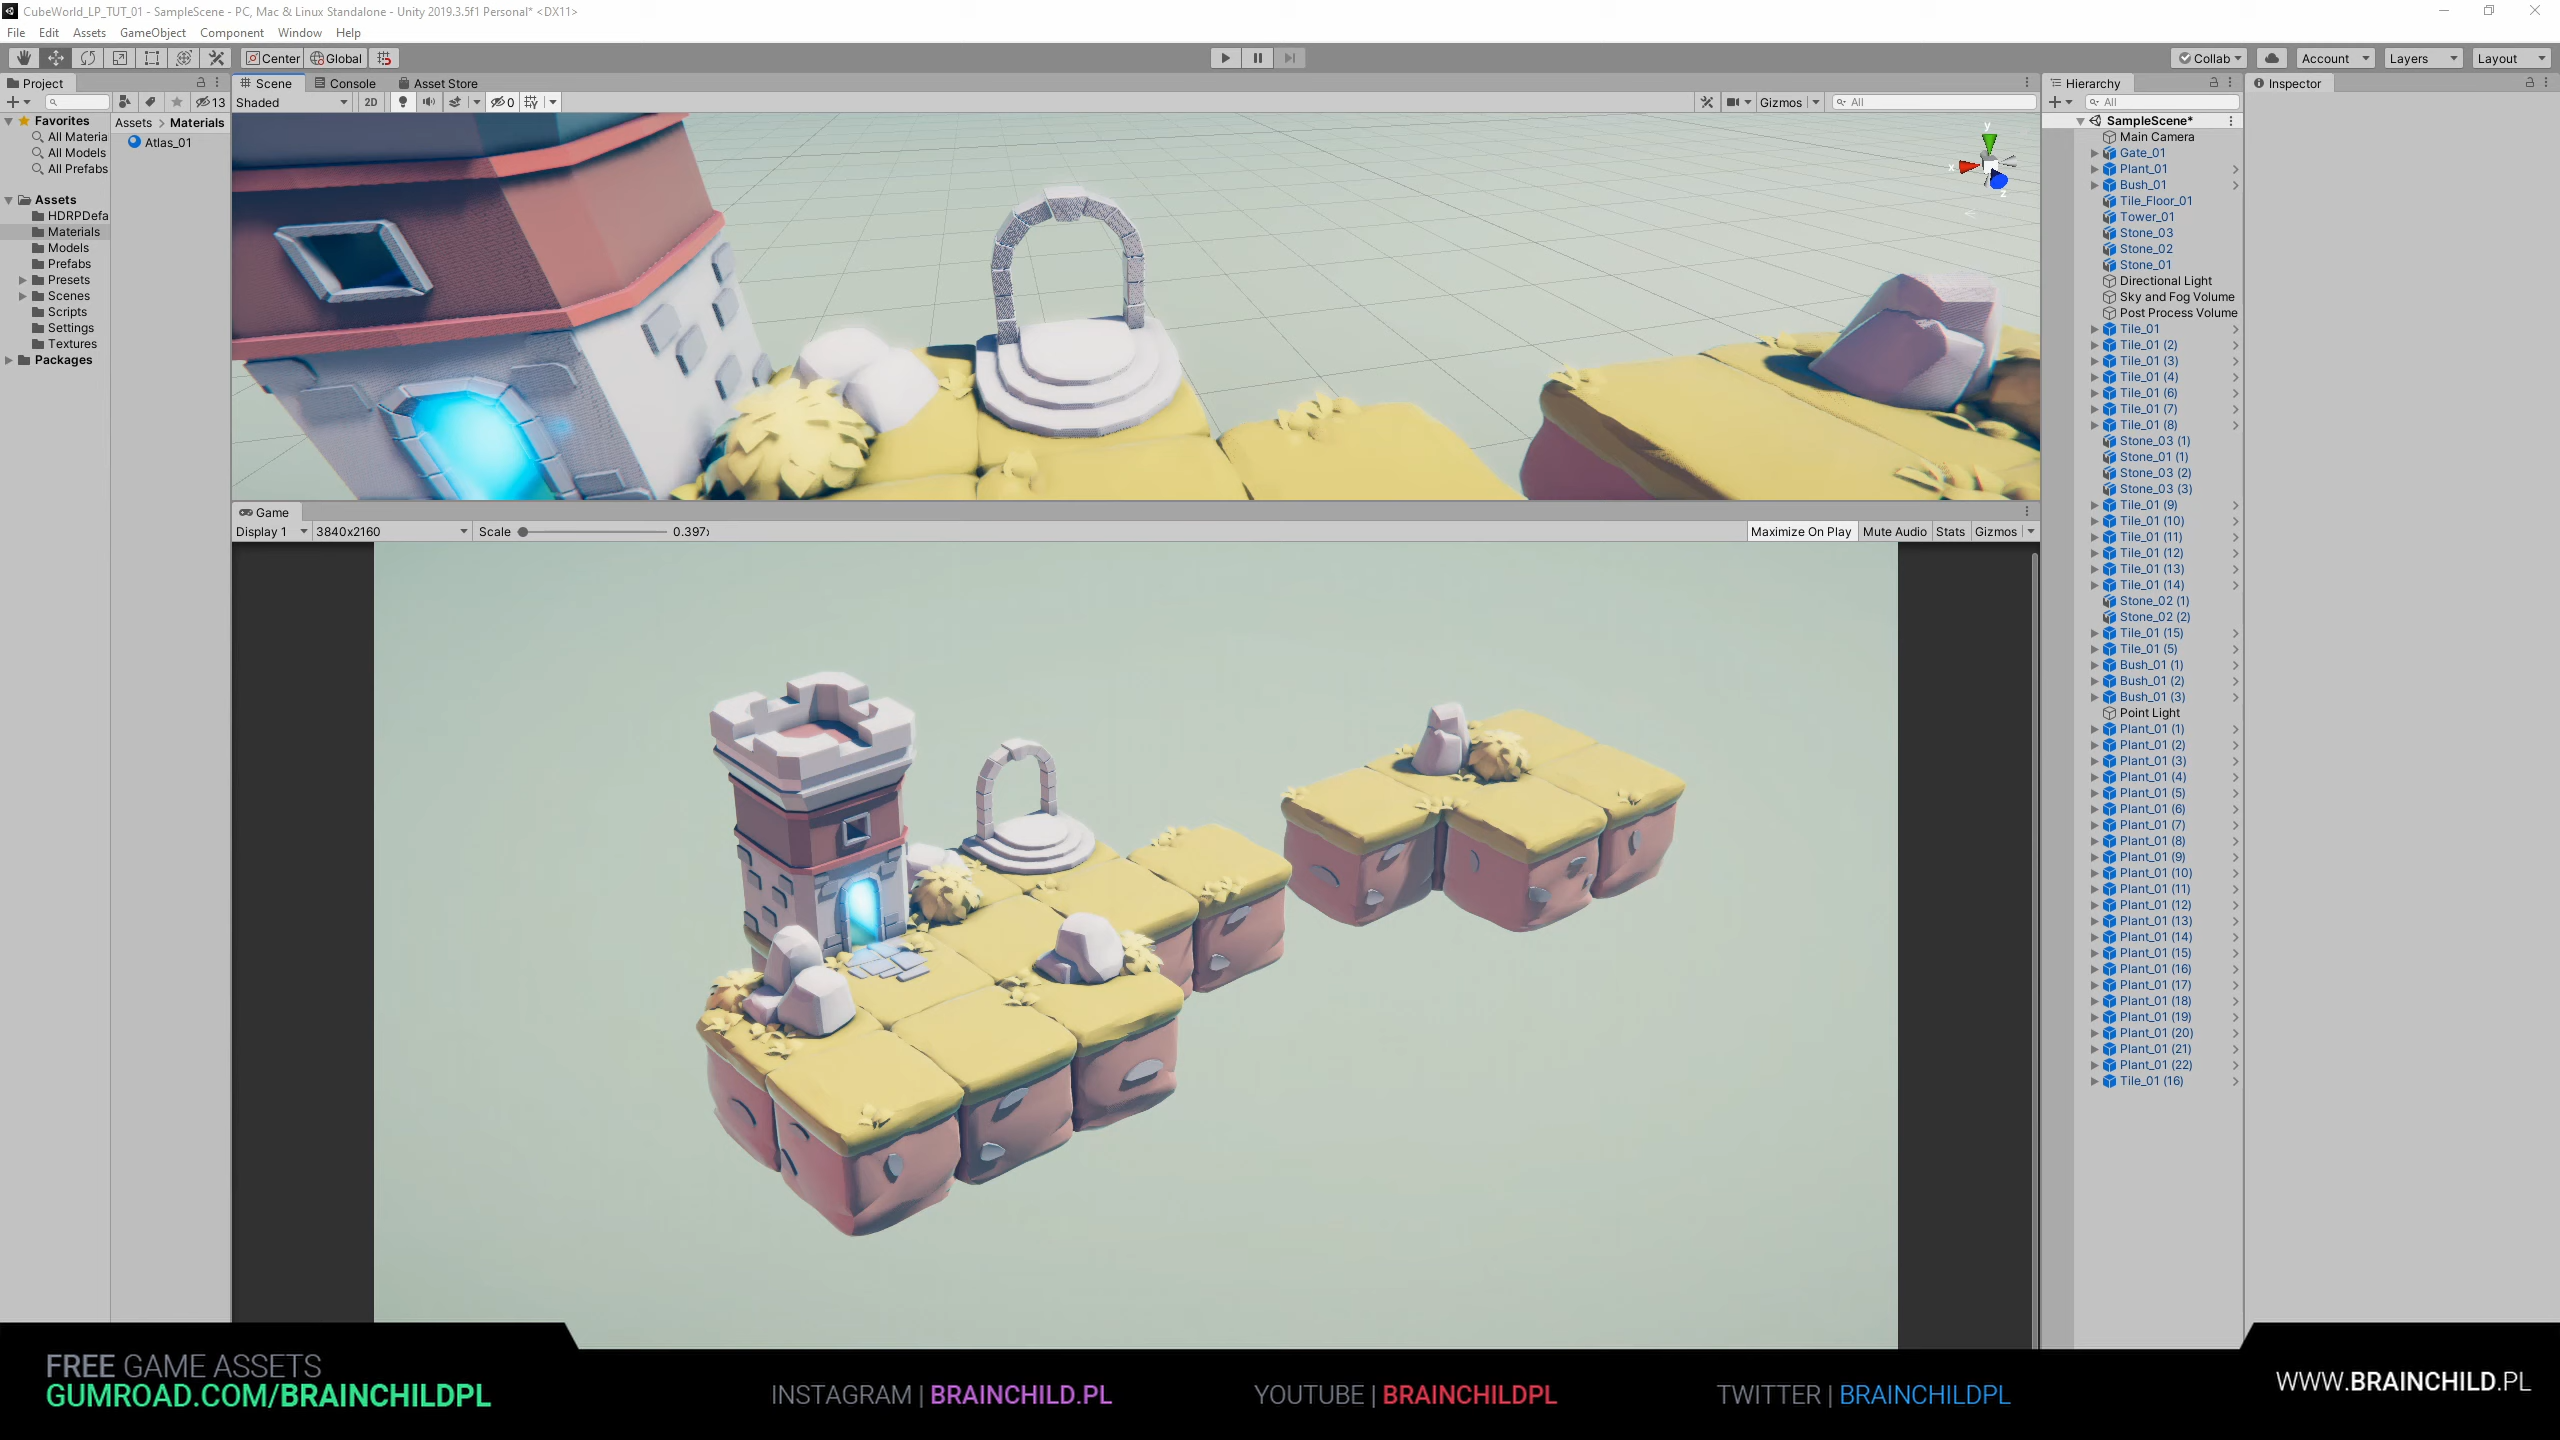 CubeWorld_LP_TUT_01 - SampleScene - PC, Mac & Linux Standalone - Unity 2019.3.5f1 Personal* <DX11>
File Edit Assets GameObject Component Window Help
Center Global Collab Account Layers Layout
Project
13
Favorites
All Materia
All Models
All Prefabs
Assets
HDRPDefa
Materials
Models
Prefabs
Presets
Scenes
Scripts
Settings
Textures
Packages
Assets > Materials
Atlas_01
Scene Console Asset Store
Shaded 2D 0 Gizmos All
y
x
z
Game
Display 1 3840x2160 Scale 0.397x Maximize On Play Mute Audio Stats Gizmos
Hierarchy
All
SampleScene*
Main Camera
Gate_01
Plant_01
Bush_01
Tile_Floor_01
Tower_01
Stone_03
Stone_02
Stone_01
Directional Light
Sky and Fog Volume
Post Process Volume
Tile_01
Tile_01 (2)
Tile_01 (3)
Tile_01 (4)
Tile_01 (6)
Tile_01 (7)
Tile_01 (8)
Stone_03 (1)
Stone_01 (1)
Stone_03 (2)
Stone_03 (3)
Tile_01 (9)
Tile_01 (10)
Tile_01 (11)
Tile_01 (12)
Tile_01 (13)
Tile_01 (14)
Stone_02 (1)
Stone_02 (2)
Tile_01 (15)
Tile_01 (5)
Bush_01 (1)
Bush_01 (2)
Bush_01 (3)
Point Light
Plant_01 (1)
Plant_01 (2)
Plant_01 (3)
Plant_01 (4)
Plant_01 (5)
Plant_01 (6)
Plant_01 (7)
Plant_01 (8)
Plant_01 (9)
Plant_01 (10)
Plant_01 (11)
Plant_01 (12)
Plant_01 (13)
Plant_01 (14)
Plant_01 (15)
Plant_01 (16)
Plant_01 (17)
Plant_01 (18)
Plant_01 (19)
Plant_01 (20)
Plant_01 (21)
Plant_01 (22)
Tile_01 (16)
Inspector
FREE GAME ASSETS
GUMROAD.COM/BRAINCHILDPL
INSTAGRAM | BRAINCHILD.PL
YOUTUBE | BRAINCHILDPL
TWITTER | BRAINCHILDPL
WWW.BRAINCHILD.PL